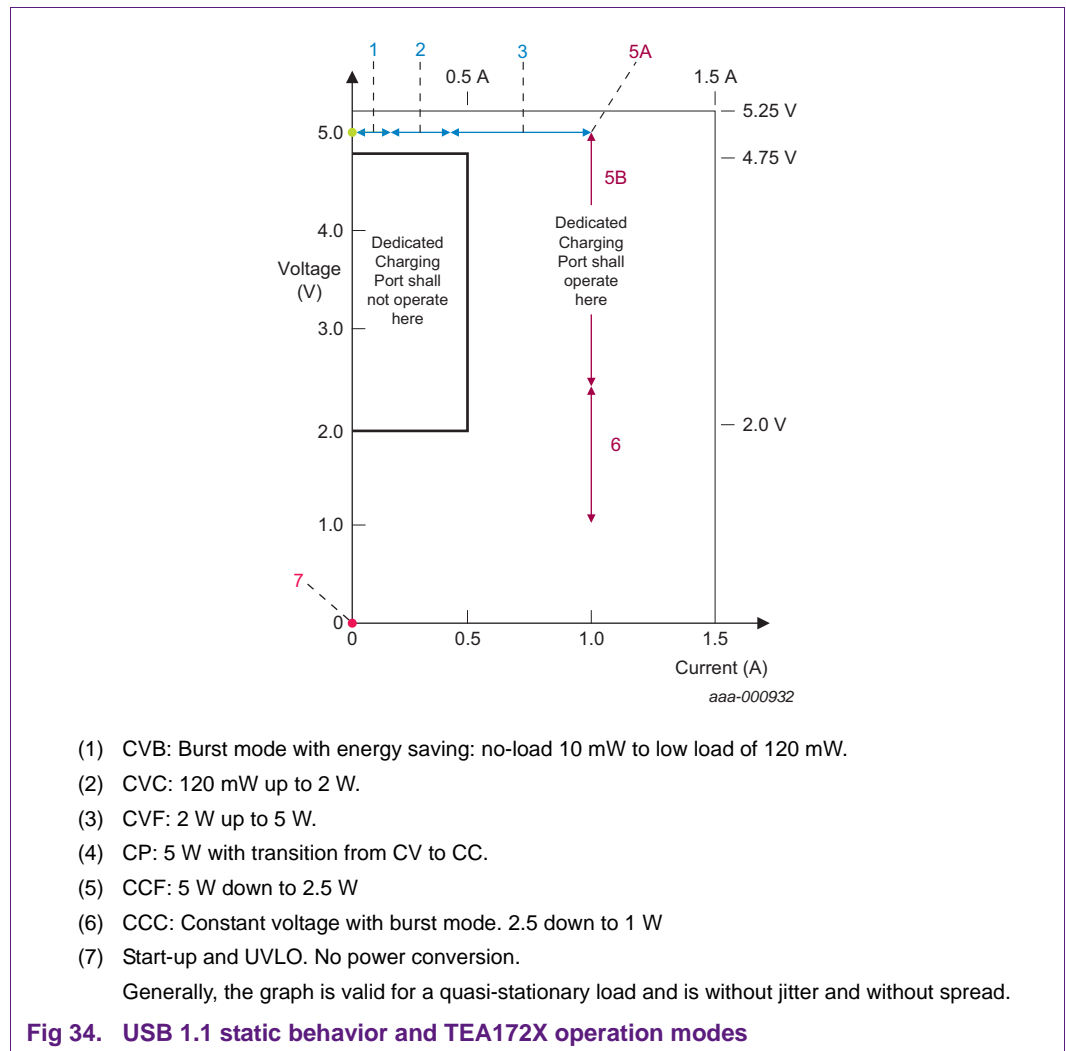 1
2
3
5A
0.5 A
1.5 A
5.25 V
5.0
4.75 V
5B
4.0
Dedicated
Charging
Port shall
not operate
here
Dedicated
Charging
Port shall
operate
here
Voltage
(V)
3.0
2.0
2.0 V
6
1.0
7
0
0
0.5
1.0
1.5
Current (A)
aaa-000932
(1) CVB: Burst mode with energy saving: no-load 10 mW to low load of 120 mW.
(2) CVC: 120 mW up to 2 W.
(3) CVF: 2 W up to 5 W.
(4) CP: 5 W with transition from CV to CC.
(5) CCF: 5 W down to 2.5 W
(6) CCC: Constant voltage with burst mode. 2.5 down to 1 W
(7) Start-up and UVLO. No power conversion.
Generally, the graph is valid for a quasi-stationary load and is without jitter and without spread.
Fig 34. USB 1.1 static behavior and TEA172X operation modes